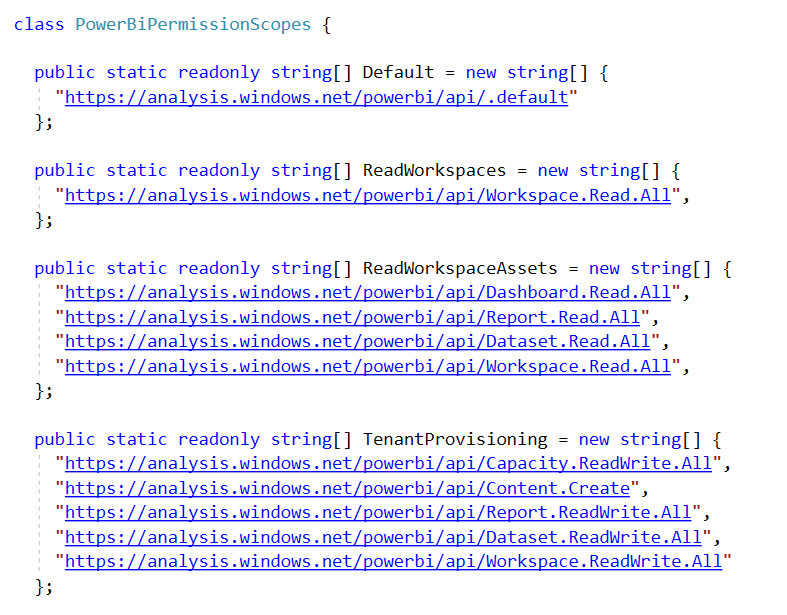 class PowerBiPermissionScopes {
public static readonly string[] Default = new string[] {
"https://analysis.windows.net/powerbi/api/.default"
};
public static readonly string[] ReadWorkspaces = new string[] {
"https://analysis.windows.net/powerbi/api/Workspace.Read.All",
};
public static readonly string[] ReadWorkspaceAssets = new string[] {
"https://analysis.windows.net/powerbi/api/Dashboard.Read.All",
"https://analysis.windows.net/powerbi/api/Report.Read.All",
"https://analysis.windows.net/powerbi/api/Dataset.Read.All",
"https://analysis.windows.net/powerbi/api/Workspace.Read.All",
};
public static readonly string[] TenantProvisioning = new string[] {
"https://analysis.windows.net/powerbi/api/Capacity.ReadWrite.All",
"https://analysis.windows.net/powerbi/api/Content.Create",
"https://analysis.windows.net/powerbi/api/Report.ReadWrite.All",
"https://analysis.windows.net/powerbi/api/Dataset.ReadWrite.All",
"https://analysis.windows.net/powerbi/api/Workspace.ReadWrite.All"
};